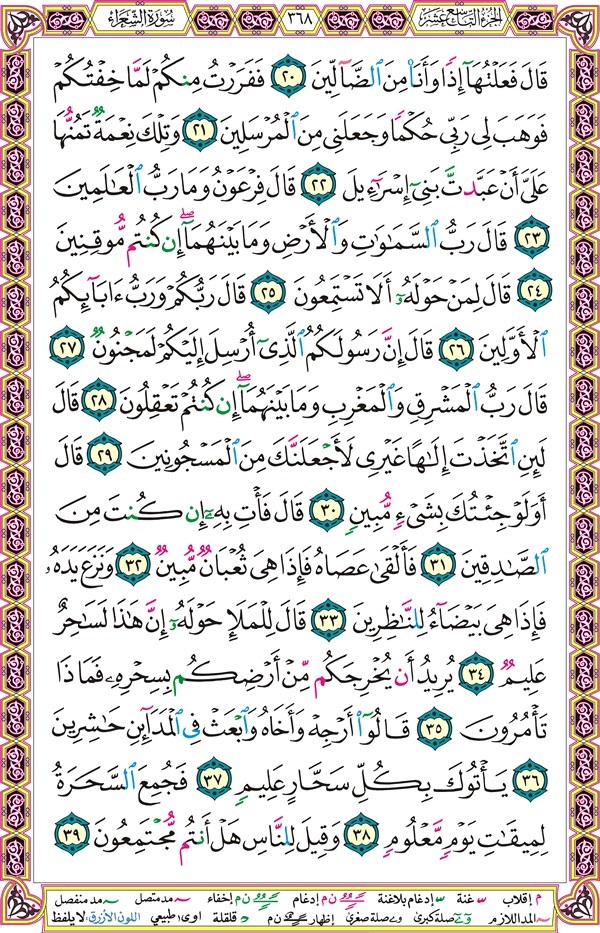 الجزء التاسع عشر
٣٦٨
سورة الشعراء
قَالَ فَعَلْتُهَآ إِذًا وَأَنَا۠ مِنَ ٱلضَّآلِّينَ ٢٠ فَفَرَرْتُ مِنكُمْ لَمَّا خِفْتُكُمْ
فَوَهَبَ لِى رَبِّى حُكْمًا وَجَعَلَنِى مِنَ ٱلْمُرْسَلِينَ ٢١ وَتِلْكَ نِعْمَةٌ تَمُنُّهَا
عَلَىَّ أَنْ عَبَّدتَّ بَنِىٓ إِسْرَٰٓءِيلَ ٢٢ قَالَ فِرْعَوْنُ وَمَا رَبُّ ٱلْعَٰلَمِينَ
٢٣ قَالَ رَبُّ ٱلسَّمَٰوَٰتِ وَٱلْأَرْضِ وَمَا بَيْنَهُمَآ ۖ إِن كُنتُم مُّوقِنِينَ
٢٤ قَالَ لِمَنْ حَوْلَهُۥٓ أَلَا تَسْتَمِعُونَ ٢٥ قَالَ رَبُّكُمْ وَرَبُّ ءَابَآئِكُمُ
ٱلْأَوَّلِينَ ٢٦ قَالَ إِنَّ رَسُولَكُمُ ٱلَّذِىٓ أُرْسِلَ إِلَيْكُمْ لَمَجْنُونٌ ٢٧
قَالَ رَبُّ ٱلْمَشْرِقِ وَٱلْمَغْرِبِ وَمَا بَيْنَهُمَآ ۖ إِن كُنتُمْ تَعْقِلُونَ ٢٨ قَالَ
لَئِنِ ٱتَّخَذْتَ إِلَٰهًا غَيْرِى لَأَجْعَلَنَّكَ مِنَ ٱلْمَسْجُونِينَ ٢٩ قَالَ
أَوَلَوْ جِئْتُكَ بِشَىْءٍ مُّبِينٍ ٣٠ قَالَ فَأْتِ بِهِۦٓ إِن كُنتَ مِنَ
ٱلصَّٰدِقِينَ ٣١ فَأَلْقَىٰ عَصَاهُ فَإِذَا هِىَ ثُعْبَانٌ مُّبِينٌ ٣٢ وَنَزَعَ يَدَهُۥ
فَإِذَا هِىَ بَيْضَآءُ لِلنَّٰظِرِينَ ٣٣ قَالَ لِلْمَلَإِ حَوْلَهُۥٓ إِنَّ هَٰذَا لَسَٰحِرٌ
عَلِيمٌ ٣٤ يُرِيدُ أَن يُخْرِجَكُم مِّنْ أَرْضِكُم بِسِحْرِهِۦ فَمَاذَا
تَأْمُرُونَ ٣٥ قَالُوٓا۟ أَرْجِهْ وَأَخَاهُ وَٱبْعَثْ فِى ٱلْمَدَآئِنِ حَٰشِرِينَ
٣٦ يَأْتُوكَ بِكُلِّ سَحَّارٍ عَلِيمٍ ٣٧ فَجُمِعَ ٱلسَّحَرَةُ
لِمِيقَٰتِ يَوْمٍ مَّعْلُومٍ ٣٨ وَقِيلَ لِلنَّاسِ هَلْ أَنتُم مُّجْتَمِعُونَ ٣٩
م إقلاب غنة إدغام بلاغنة ن م إدغام ن م إخفاء مد متصل مد منفصل
المد اللازم صلة كبرى صلة صغرى إظهار ن م قلقلة اوى: طبيعي اللون الأزرق: لا يلفظ